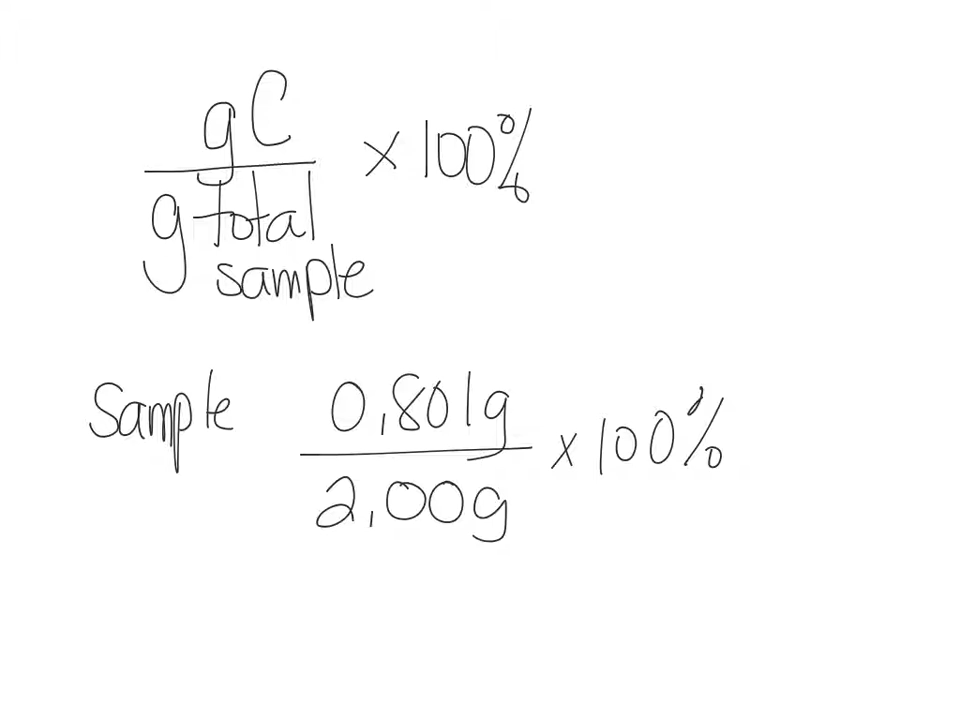 gC
× 100%
g total
sample
Sample
0.801g
× 100%
2.00g